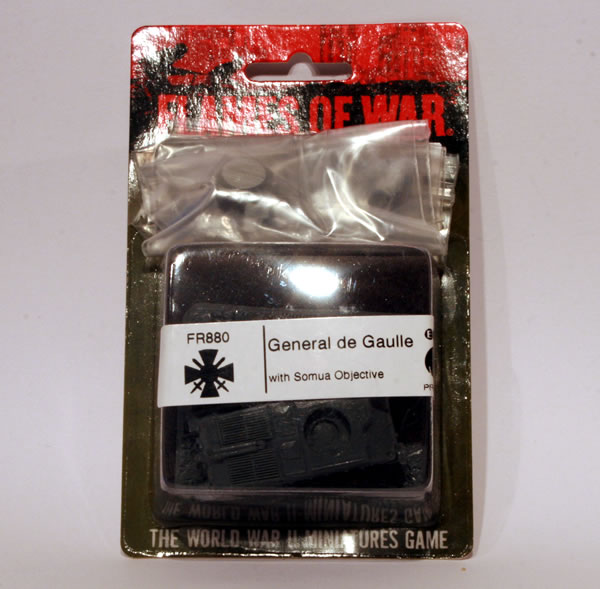 FLAMES OF WAR
FR880
General de Gaulle
with Somua Objective
THE WORLD WAR II MINIATURES GAME